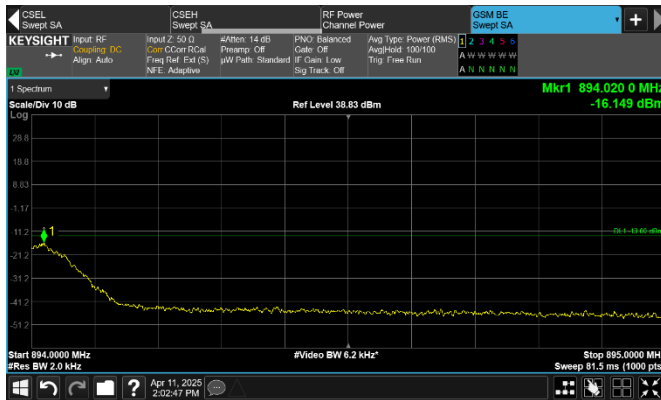 CSEL
Swept SA
CSEH
Swept SA
RF Power
Channel Power
GSM BE
Swept SA
KEYSIGHT
Input: RF
Coupling: DC
Align: Auto
Input Z: 50 Ω
Corr CCorr RCal
Freq Ref: Ext (S)
NFE: Adaptive
#Atten: 14 dB
Preamp: Off
µW Path: Standard
PNO: Balanced
Gate: Off
IF Gain: Low
Sig Track: Off
Avg Type: Power (RMS)
Avg|Hold: 100/100
Trig: Free Run
1 2 3 4 5 6
A W W W W W
A N N N N N
1 Spectrum
Scale/Div 10 dB
Ref Level 38.83 dBm
Mkr1 894.020 0 MHz
-16.149 dBm
Log
28.8
18.8
8.83
-1.17
-11.2
-21.2
-31.2
-41.2
-51.2
1
DL1 -13.00 dBm
Start 894.0000 MHz
#Video BW 6.2 kHz*
Stop 895.0000 MH
#Res BW 2.0 kHz
Sweep 81.5 ms (1000 pts
?
Apr 11, 2025
2:02:47 PM